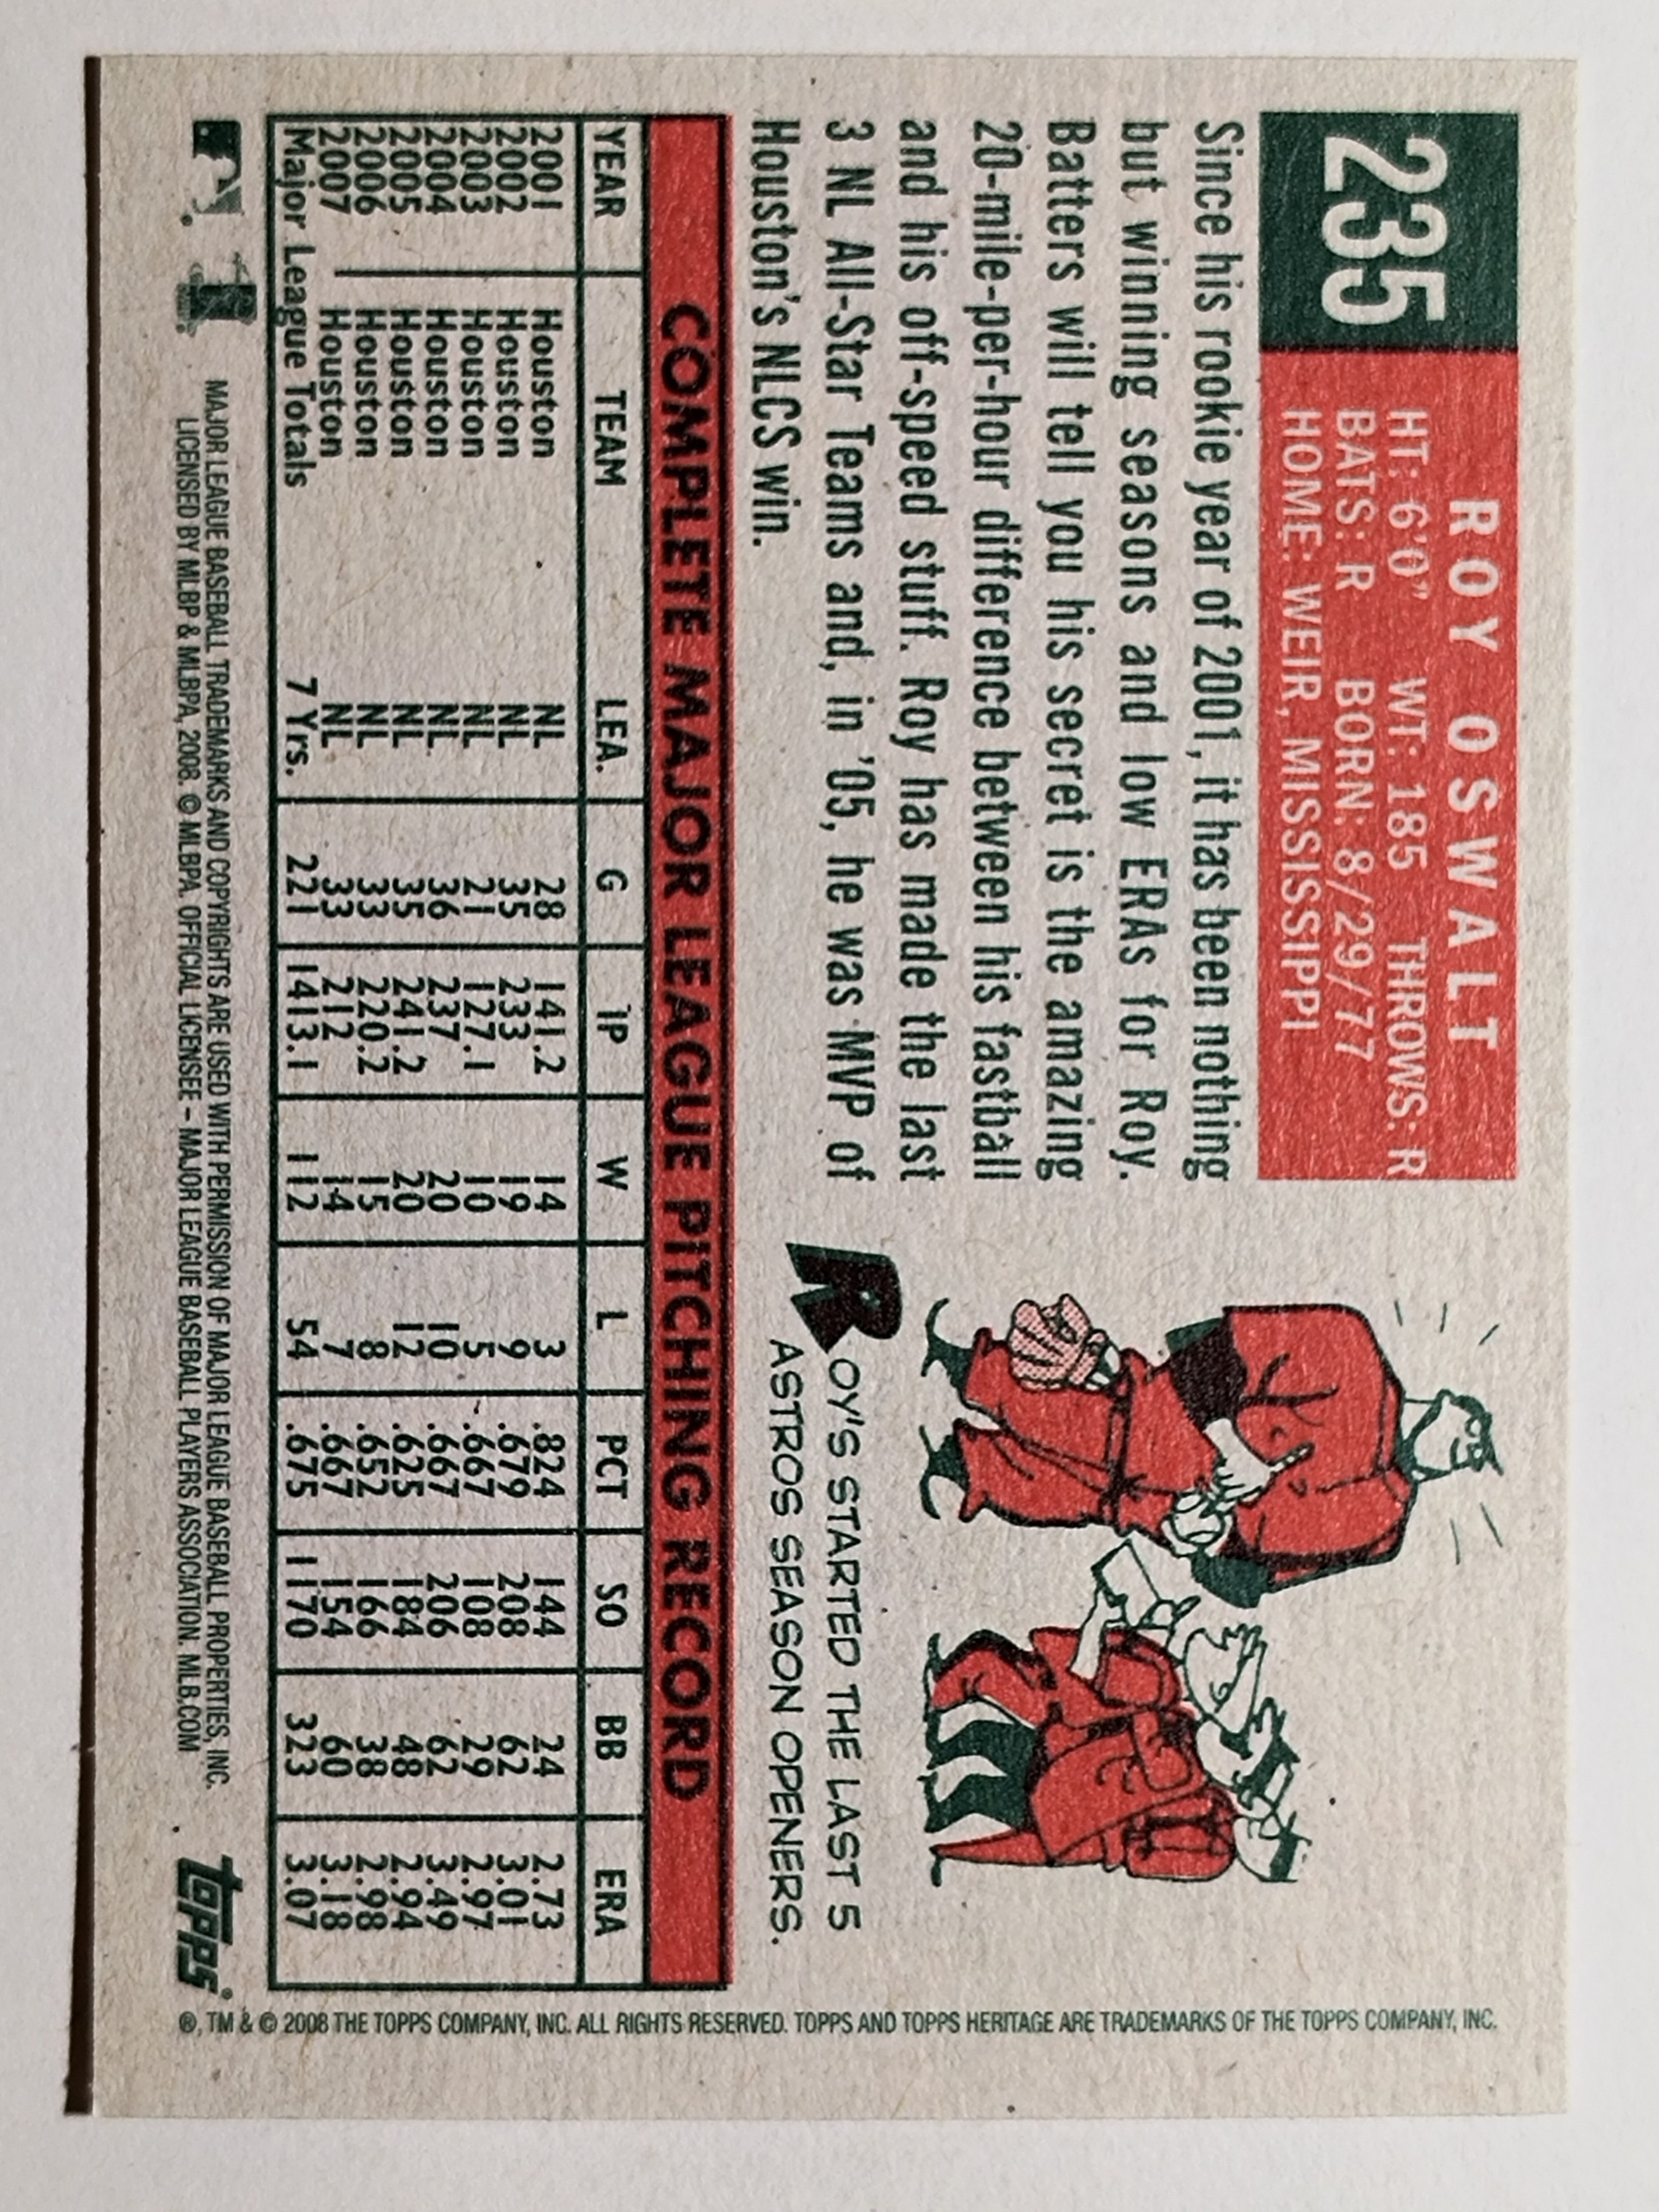 235
ROY OSWALT
HT: 6'0" WT: 185 THROWS: R
BATS: R BORN: 8/29/77
HOME: WEIR, MISSISSIPPI
Since his rookie year of 2001, it has been nothing
but winning seasons and low ERAs for Roy.
Batters will tell you his secret is the amazing
20-mile-per-hour difference between his fastball
and his off-speed stuff. Roy has made the last
3 NL All-Star Teams and, in '05, he was MVP of
Houston's NLCS win.
ROY'S STARTED THE LAST 5
ASTROS SEASON OPENERS.
COMPLETE MAJOR LEAGUE PITCHING RECORD
YEAR TEAM LEA. G IP W L PCT SO BB ERA
2001 Houston NL 28 141.2 14 3 .824 144 24 2.73
2002 Houston NL 35 233 19 9 .679 208 62 3.01
2003 Houston NL 21 127.1 10 5 .667 108 29 2.97
2004 Houston NL 36 237 20 10 .667 206 62 3.49
2005 Houston NL 35 241.2 20 12 .625 184 48 2.94
2006 Houston NL 33 220.2 15 8 .652 166 38 2.98
2007 Houston NL 33 212 14 7 .667 154 60 3.18
Major League Totals 7 Yrs. 221 1413.1 112 54 .675 1170 323 3.07
MAJOR LEAGUE BASEBALL TRADEMARKS AND COPYRIGHTS ARE USED WITH PERMISSION OF MAJOR LEAGUE BASEBALL PROPERTIES, INC.
LICENSED BY MLBP & MLBPA, 2008. © MLBPA. OFFICIAL LICENSEE – MAJOR LEAGUE BASEBALL PLAYERS ASSOCIATION. MLB.COM
topps®
®, TM & © 2008 THE TOPPS COMPANY, INC. ALL RIGHTS RESERVED. TOPPS AND TOPPS HERITAGE ARE TRADEMARKS OF THE TOPPS COMPANY, INC.